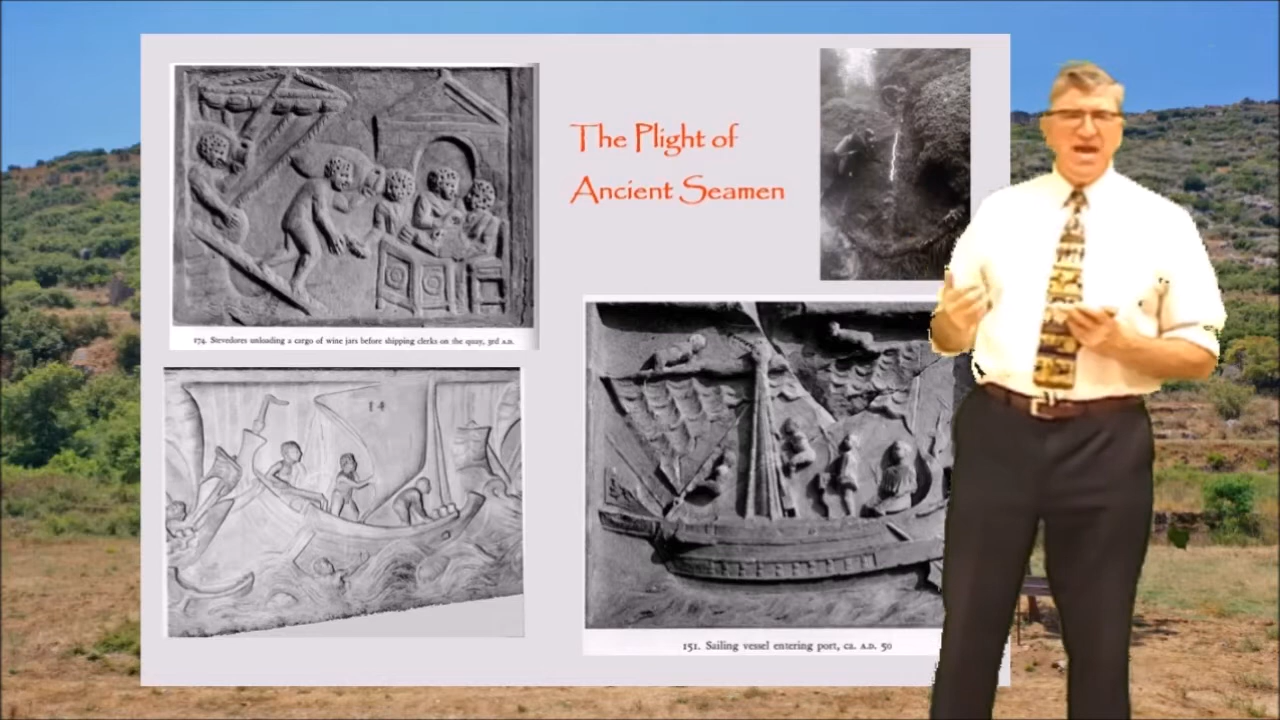 The Plight of
Ancient Seamen
174. Stevedores unloading a cargo of wine jars before shipping clerks on the quay, 3rd A.D.
14
151. Sailing vessel entering port, ca. A.D. 50